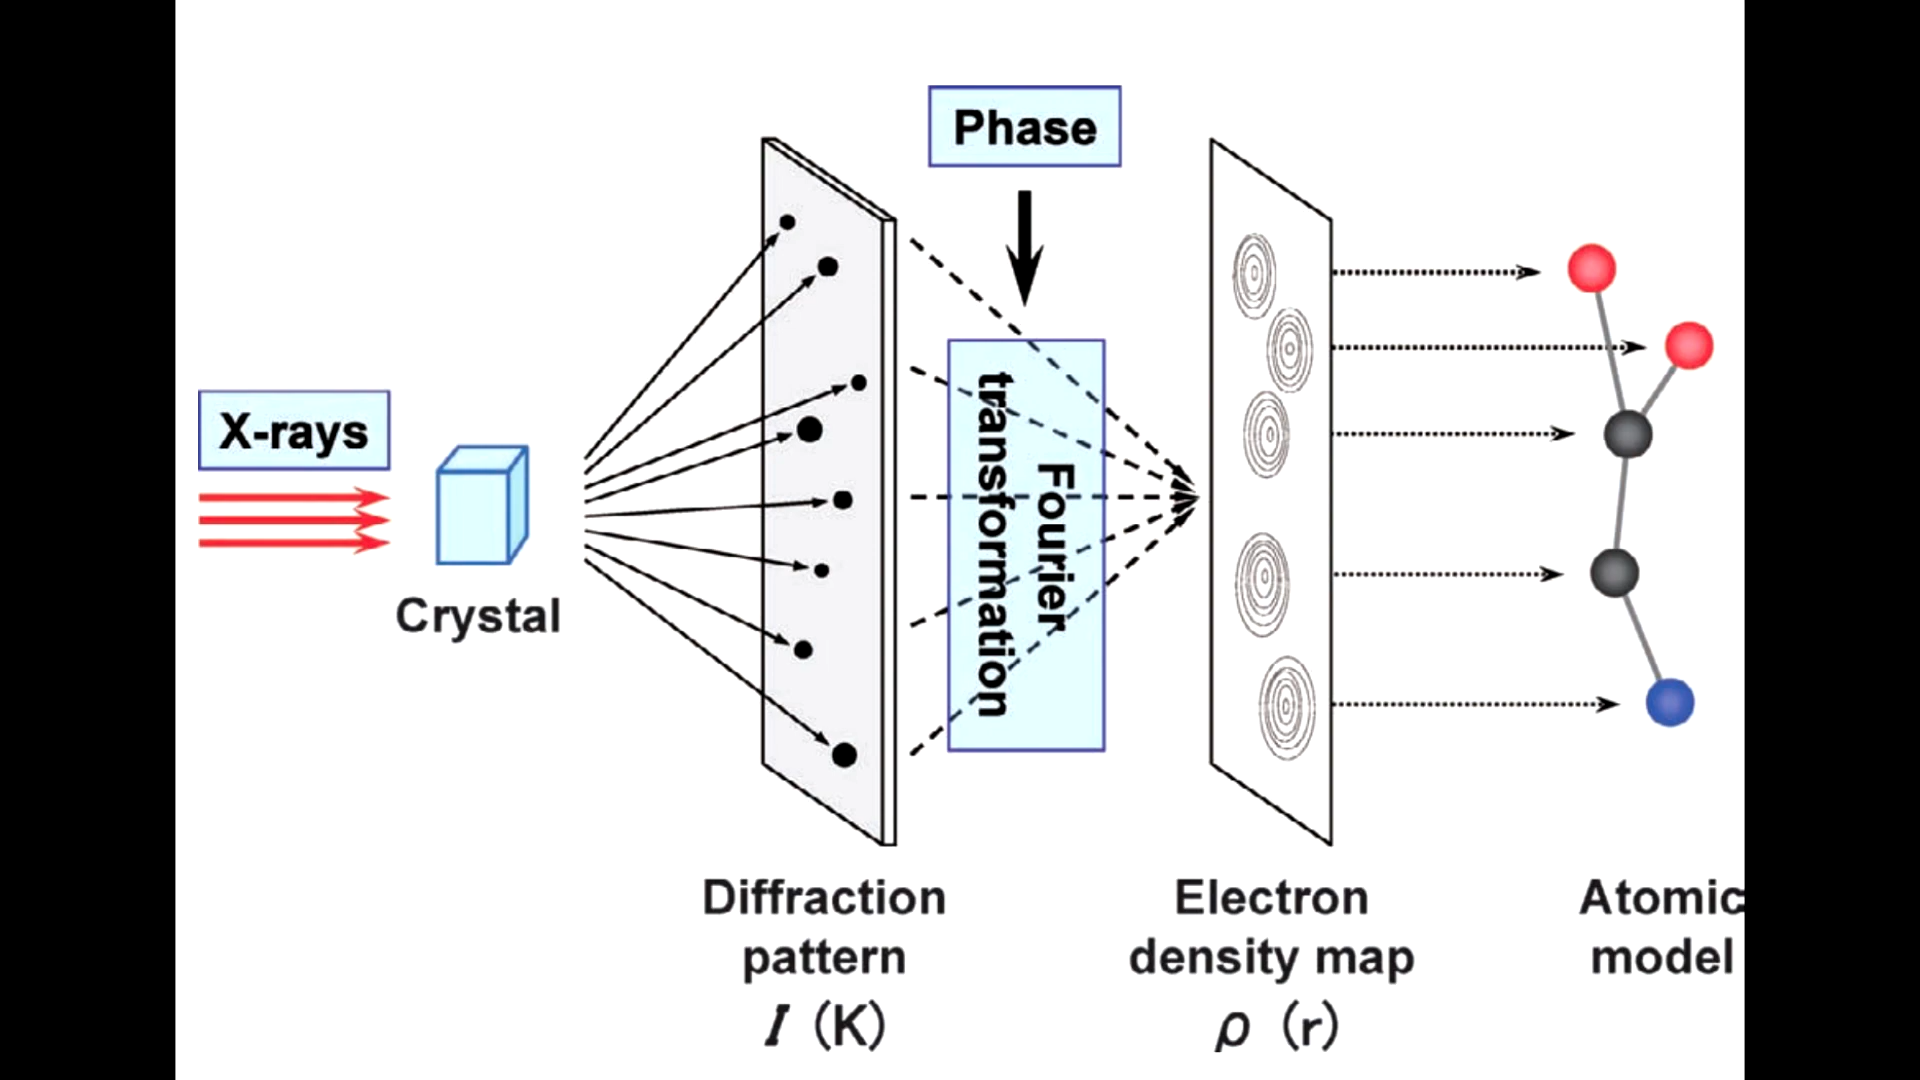 Phase
X-rays
Crystal
Fourier
transformation
Diffraction
pattern
I (K)
Electron
density map
ρ (r)
Atomic
model